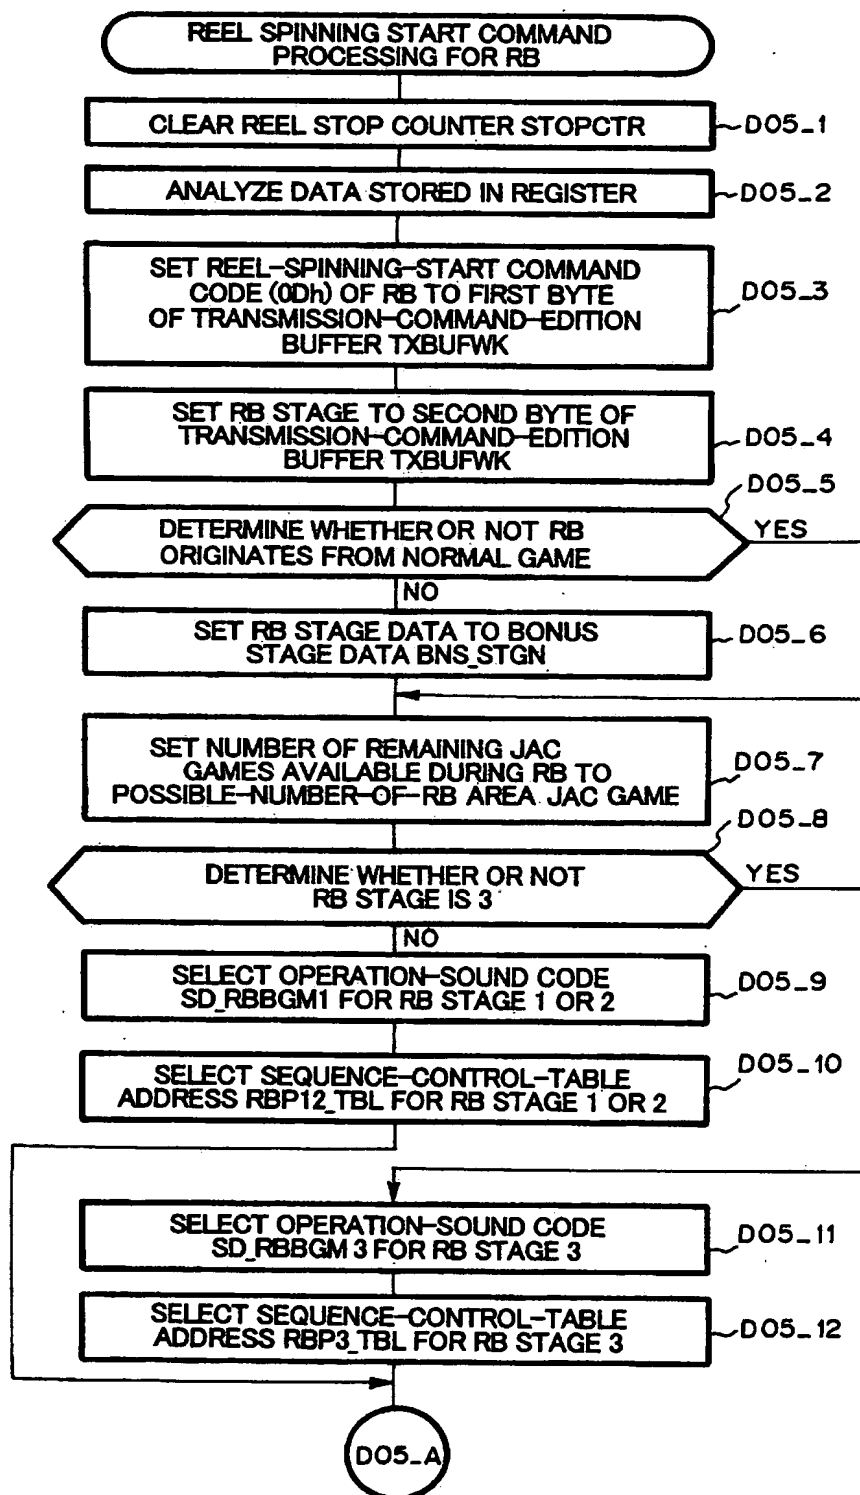 REEL SPINNING START COMMAND
PROCESSING FOR RB
CLEAR REEL STOP COUNTER STOPCTR
D05_1
ANALYZE DATA STORED IN REGISTER
D05_2
SET REEL-SPINNING-START COMMAND
CODE (0Dh) OF RB TO FIRST BYTE
OF TRANSMISSION-COMMAND-EDITION
BUFFER TXBUFWK
D05_3
SET RB STAGE TO SECOND BYTE OF
TRANSMISSION-COMMAND-EDITION
BUFFER TXBUFWK
D05_4
D05_5
DETERMINE WHETHER OR NOT RB
ORIGINATES FROM NORMAL GAME
YES
NO
SET RB STAGE DATA TO BONUS
STAGE DATA BNS_STGN
D05_6
SET NUMBER OF REMAINING JAC
GAMES AVAILABLE DURING RB TO
POSSIBLE-NUMBER-OF-RB AREA JAC GAME
D05_7
D05_8
DETERMINE WHETHER OR NOT
RB STAGE IS 3
YES
NO
SELECT OPERATION-SOUND CODE
SD_RBBGM1 FOR RB STAGE 1 OR 2
D05_9
SELECT SEQUENCE-CONTROL-TABLE
ADDRESS RBP12_TBL FOR RB STAGE 1 OR 2
D05_10
SELECT OPERATION-SOUND CODE
SD_RBBGM 3 FOR RB STAGE 3
D05_11
SELECT SEQUENCE-CONTROL-TABLE
ADDRESS RBP3_TBL FOR RB STAGE 3
D05_12
D05_A